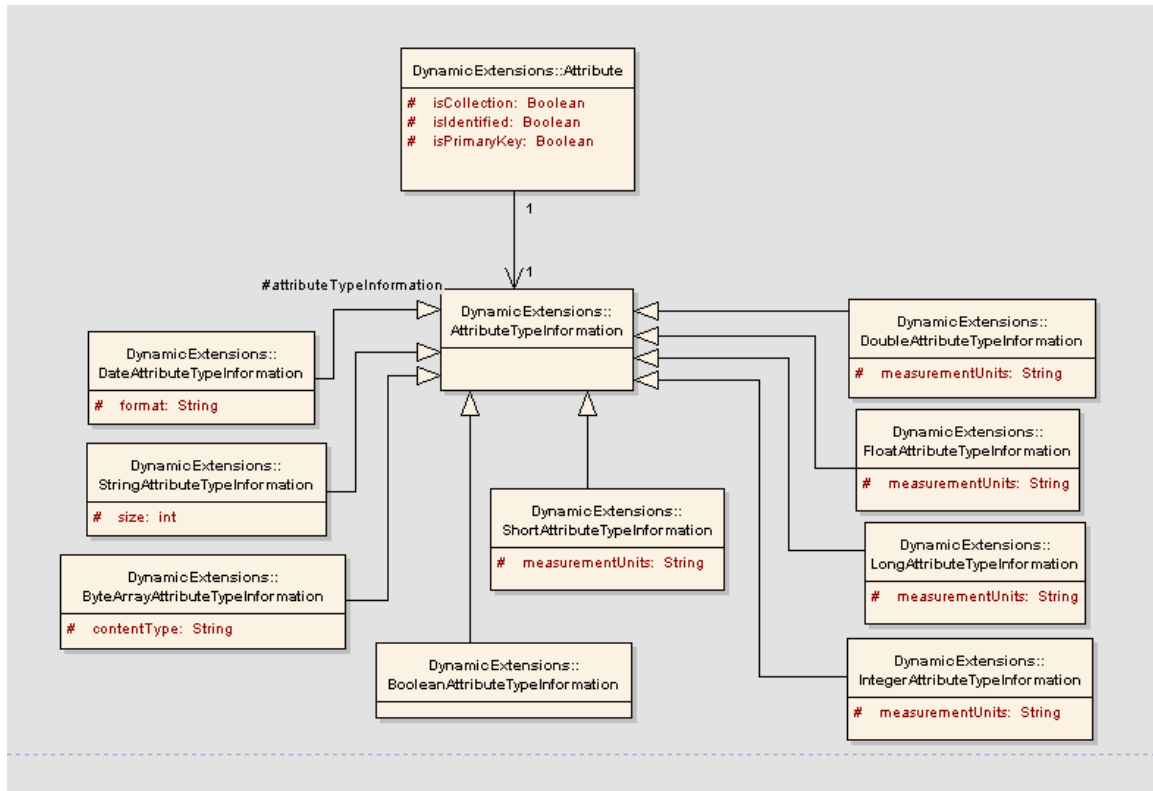 DynamicExtensions::Attribute
# isCollection: Boolean
# isIdentified: Boolean
# isPrimaryKey: Boolean
1
1
#attributeTypeInformation
DynamicExtensions::
AttributeTypeInformation
DynamicExtensions::
DateAttributeTypeInformation
# format: String
DynamicExtensions::
StringAttributeTypeInformation
# size: int
DynamicExtensions::
ByteArrayAttributeTypeInformation
# contentType: String
DynamicExtensions::
BooleanAttributeTypeInformation
DynamicExtensions::
ShortAttributeTypeInformation
# measurementUnits: String
DynamicExtensions::
DoubleAttributeTypeInformation
# measurementUnits: String
DynamicExtensions::
FloatAttributeTypeInformation
# measurementUnits: String
DynamicExtensions::
LongAttributeTypeInformation
# measurementUnits: String
DynamicExtensions::
IntegerAttributeTypeInformation
# measurementUnits: String